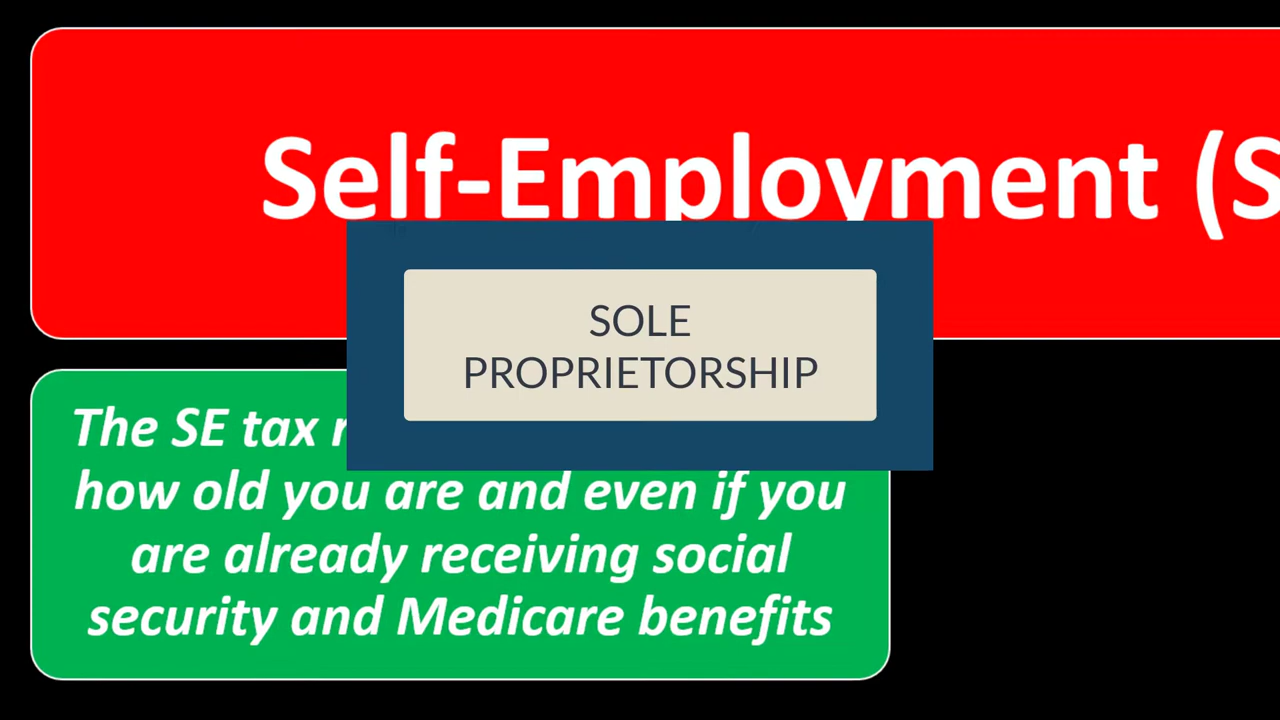 Self-Employment (S
SOLE
PROPRIETORSHIP
The SE tax
how old you are and even if you
are already receiving social
security and Medicare benefits